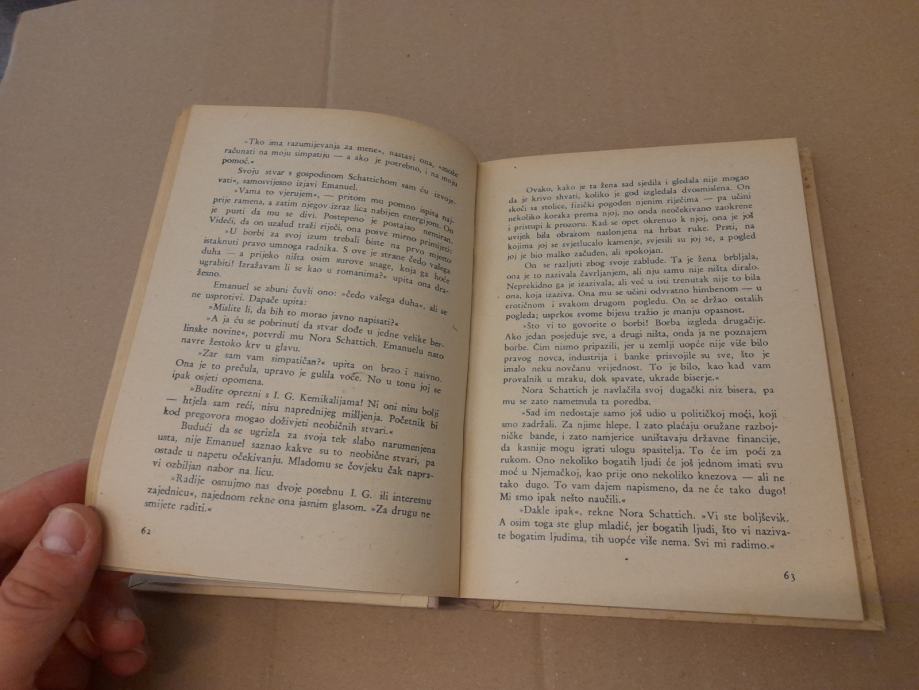 »Tko ima razumijevanja za mene«, nastavi ona, »može
računati na moju simpatiju — a ako je potrebno, i na moju
pomoć.«
Svoju stvar s gospodinom Schattichom sam ću izvoje-
vati«, samosvijesno izjavi Emanuel.
»Vama to vjerujem«, — pritom mu pomno ispita naj-
prije ramena, a zatim njegov izraz lica nabijen energijom. On
je pusti da mu se divi. Postepeno je postajao nemiran.
Videći, da on uzalud traži riječi, ona posve mirno primijeti:
»U borbi za svoj izum trebali biste na prvo mjesto
istaknuti pravo umnoga radnika. S ove je strane čedo vašega
duha — a prijeko ništa osim surove snage, koja ga hoće
ugrabiti! Izražavam li se kao u romanima?« upita ona dra-
žesno.
Emanuel se zbuni čuvši ono: »čedo vašega duha«, ali se
ne usprotivi. Dapače upita:
»Mislite li, da bih to morao javno napisati?«
»A ja ću se pobrinuti da stvar dođe u jedne velike ber-
linske novine«, potvrdi mu Nora Schattich. Emanuelu nato
navre žestoko krv u glavu.
»Zar sam vam simpatičan?« upita on brzo i naivno.
Ona je to prečula, upravo je gulila voće. No u tonu joj se
ipak osjeti opomena.
»Budite oprezni s I. G. Kemikalijama! Ni oni nisu bolji
— htjela sam reći, nisu naprednijeg mišljenja. Početnik bi
kod pregovora mogao doživjeti neobičnih stvari.«
Budući da se ugrizla za svoja tek slabo narumenjena
usta, nije Emanuel saznao kakve su to neobične stvari, pa
ostade u napetu očekivanju. Mladomu se čovjeku čak napra-
vi ozbiljan nabor na licu.
»Radije osnujmo nas dvoje posebnu I. G. ili interesnu
zajednicu«, najednom rekne ona jasnim glasom. »Za drugu ne
smijete raditi.«
62
Ovako, kako je ta žena sad sjedila i gledala nije mogao
da je krivo shvati, koliko je god izgledala dvosmislena. On
skoči sa stolice, fizički pogođen njenim riječima — pa učini
nekoliko koraka prema njoj, no onda neočekivano zaokrene
i pristupi k prozoru. Kad se opet okrenuo k njoj, ona je još
uvijek bila obrazom naslonjena na hrbat ruke. Prsti, na
kojima joj se svjetlucalo kamenje, svjesili su joj se, a pogled
joj je bio malko začuđen, ali spokojan.
On se razljuti zbog svoje zablude. Ta je žena brbljala,
ona je to nazivala čavrljanjem, ali nju samu nije ništa diralo.
Neprekidno ga je izazivala, ali već u isti trenutak nije to bila
ona, koja izaziva. Ona mu se učini odvratno himbenom — u
erotičnom i svakom drugom pogledu. On se držao ostalih
pogleda; usprkos svome bijesu tražio je manju opasnost.
»Što vi to govorite o borbi! Borba izgleda drugačije.
Ako jedan posjeduje sve, a drugi ništa, onda ja ne poznajem
borbe. Čim nismo pripazili, jer u zemlji uopće nije više bilo
pravog novca, industrija i banke prisvojile su sve, što je
imalo neku novčanu vrijednost. To je bilo, kao kad vam
provalnik u mraku, dok spavate, ukrade biserje.«
Nora Schattich je navlačila svoj dugački niz bisera, pa
mu se zato nametnula ta poredba.
»Sad im nedostaje samo još udio u političkoj moći, koji
smo zadržali. Za njime hlepe. I zato plaćaju oružane razboj-
ničke bande, i zato namjerice uništavaju državne financije,
da kasnije mogu igrati ulogu spasitelja. To će im poći za
rukom. Ono nekoliko bogatih ljudi će još jednom imati svu
moć u Njemačkoj, kao prije ono nekoliko knezova — ali ne
tako dugo. To vam dajem napismeno, da ne će tako dugo!
Mi smo ipak nešto naučili.«
»Dakle ipak«, rekne Nora Schattich. »Vi ste boljševik.
A osim toga ste glup mladić, jer bogatih ljudi, što vi naziva-
te bogatim ljudima, tih uopće više nema. Svi mi radimo.«
63